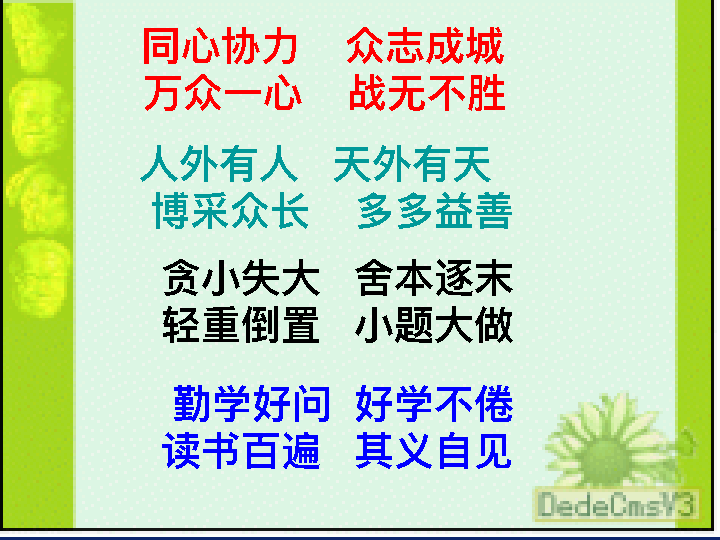 同心协力 众志成城
万众一心 战无不胜
人外有人 天外有天
博采众长 多多益善
贪小失大 舍本逐末
轻重倒置 小题大做
勤学好问 好学不倦
读书百遍 其义自见
DedeCmsV3